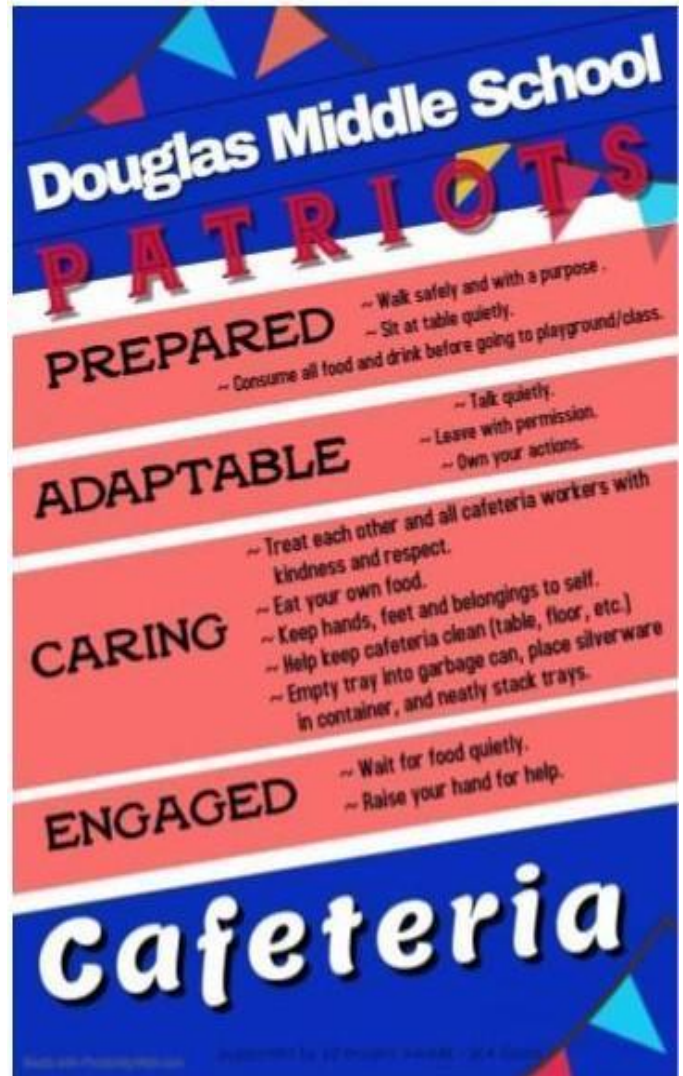 Douglas Middle School
PATRIOTS
PREPARED
~ Walk safely and with a purpose .
~ Sit at table quietly.
~ Consume all food and drink before going to playground/class.
ADAPTABLE
~ Talk quietly.
~ Leave with permission.
~ Own your actions.
CARING
~ Treat each other and all cafeteria workers with
kindness and respect.
~ Eat your own food.
~ Keep hands, feet and belongings to self.
~ Help keep cafeteria clean (table, floor, etc.)
~ Empty tray into garbage can, place silverware
in container, and neatly stack trays.
ENGAGED
~ Wait for food quietly.
~ Raise your hand for help.
Cafeteria